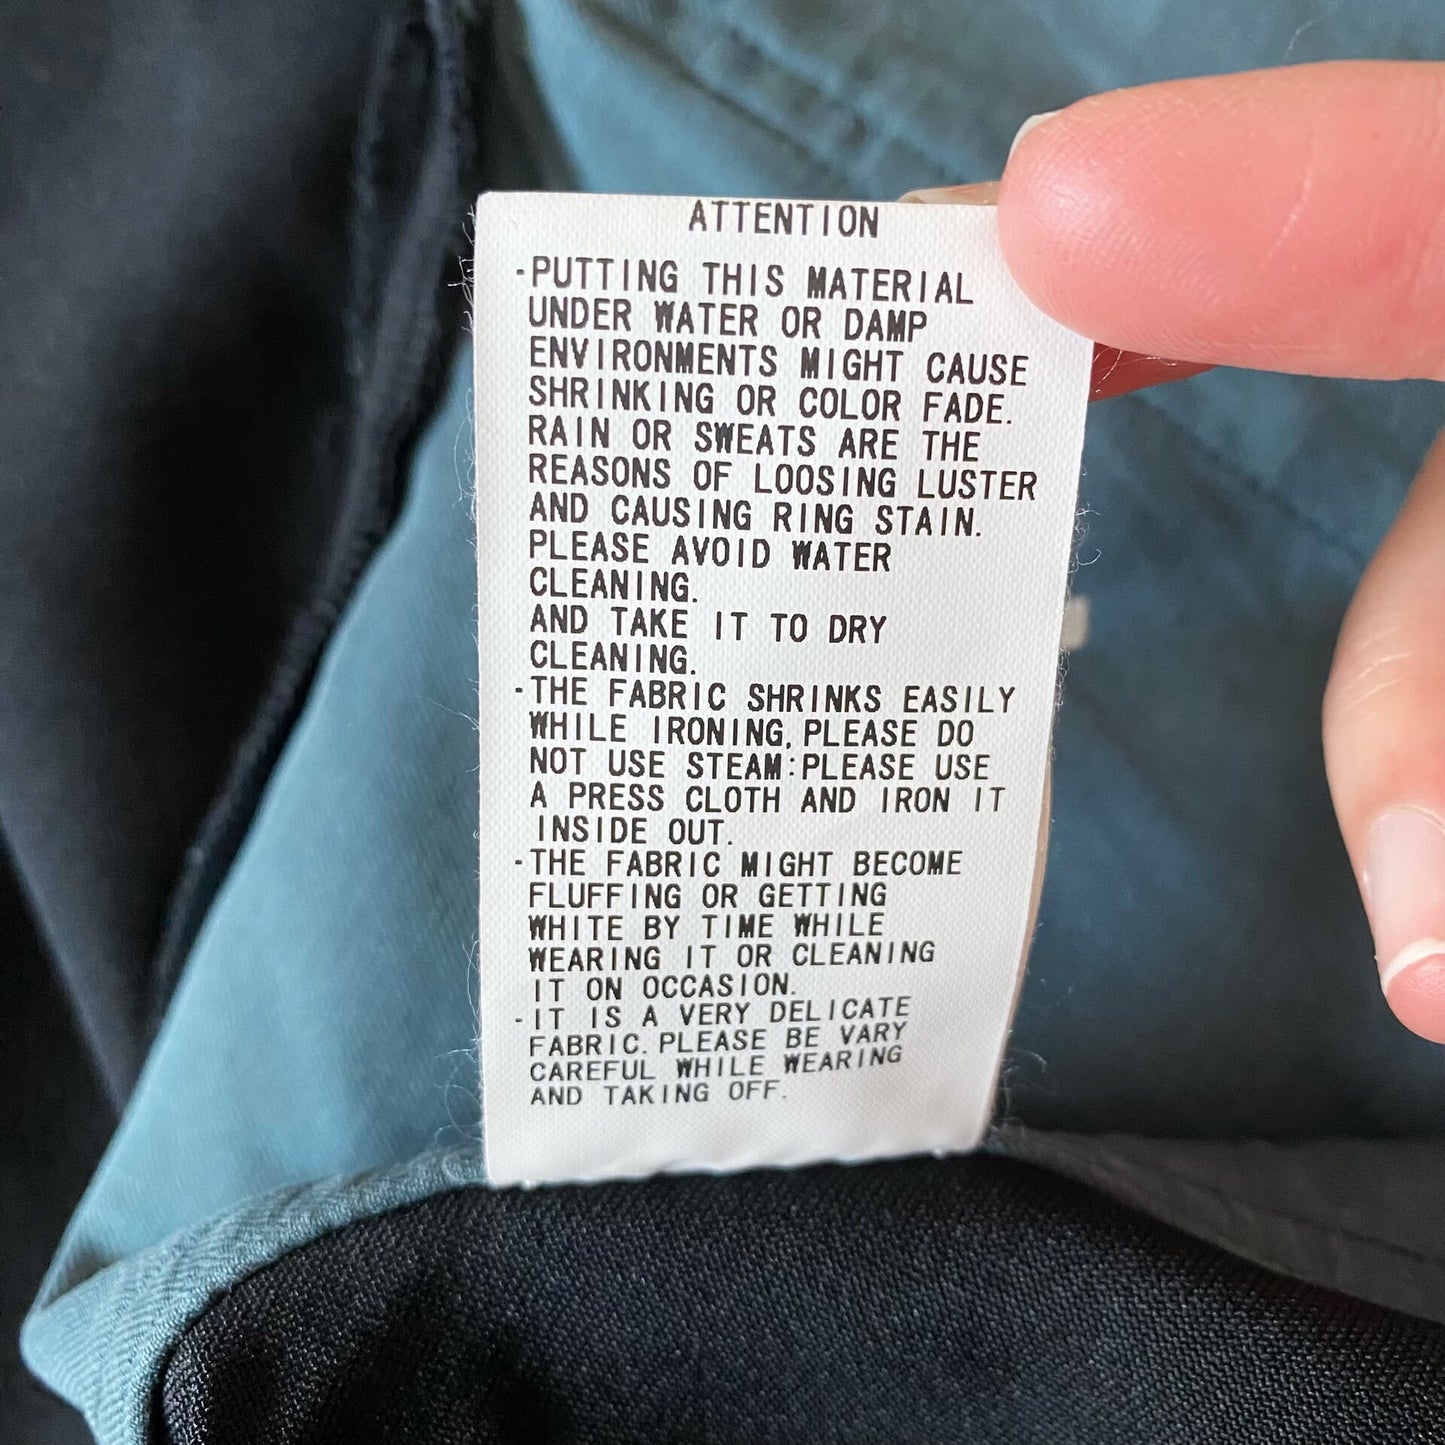 ATTENTION
-PUTTING THIS MATERIAL
UNDER WATER OR DAMP
ENVIRONMENTS MIGHT CAUSE
SHRINKING OR COLOR FADE.
RAIN OR SWEATS ARE THE
REASONS OF LOOSING LUSTER
AND CAUSING RING STAIN.
PLEASE AVOID WATER
CLEANING.
AND TAKE IT TO DRY
CLEANING.
-THE FABRIC SHRINKS EASILY
WHILE IRONING, PLEASE DO
NOT USE STEAM:PLEASE USE
A PRESS CLOTH AND IRON IT
INSIDE OUT.
-THE FABRIC MIGHT BECOME
FLUFFING OR GETTING
WHITE BY TIME WHILE
WEARING IT OR CLEANING
IT ON OCCASION.
-IT IS A VERY DELICATE
FABRIC. PLEASE BE VARY
CAREFUL WHILE WEARING
AND TAKING OFF.